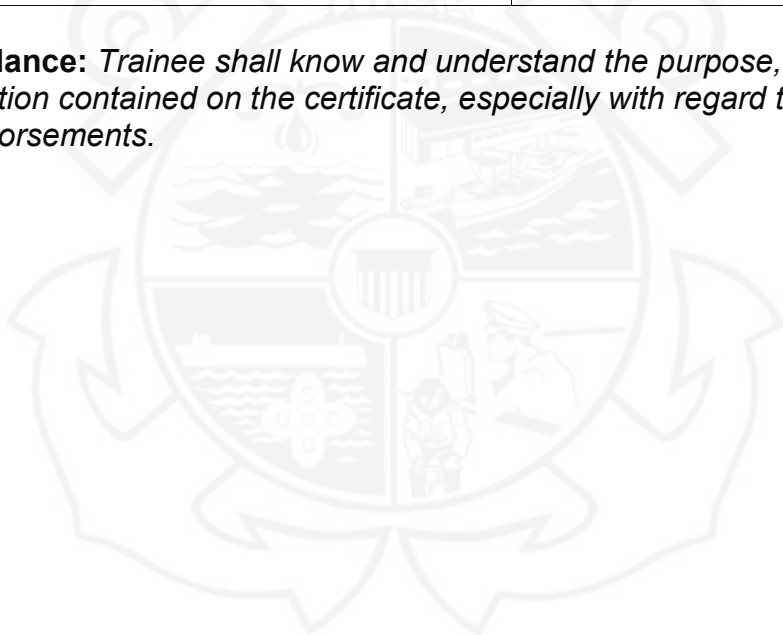 lance: Trainee shall know and understand the purpose,
tion contained on the certificate, especially with regard t
orsements.
S
U O C
G